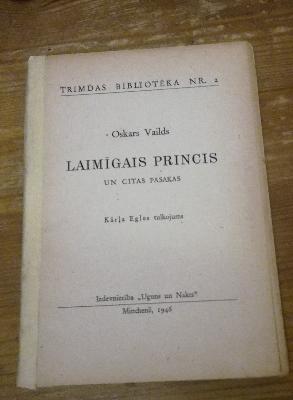 TRIMDAS BIBLIOTĒKA NR. 2
Oskars Vailds
LAIMĪGAIS PRINCIS
UN CITAS PASAKAS
Kārļa Egles tulkojums
Izdevniecība „Uguns un Nakts"
Minchenē, 1946